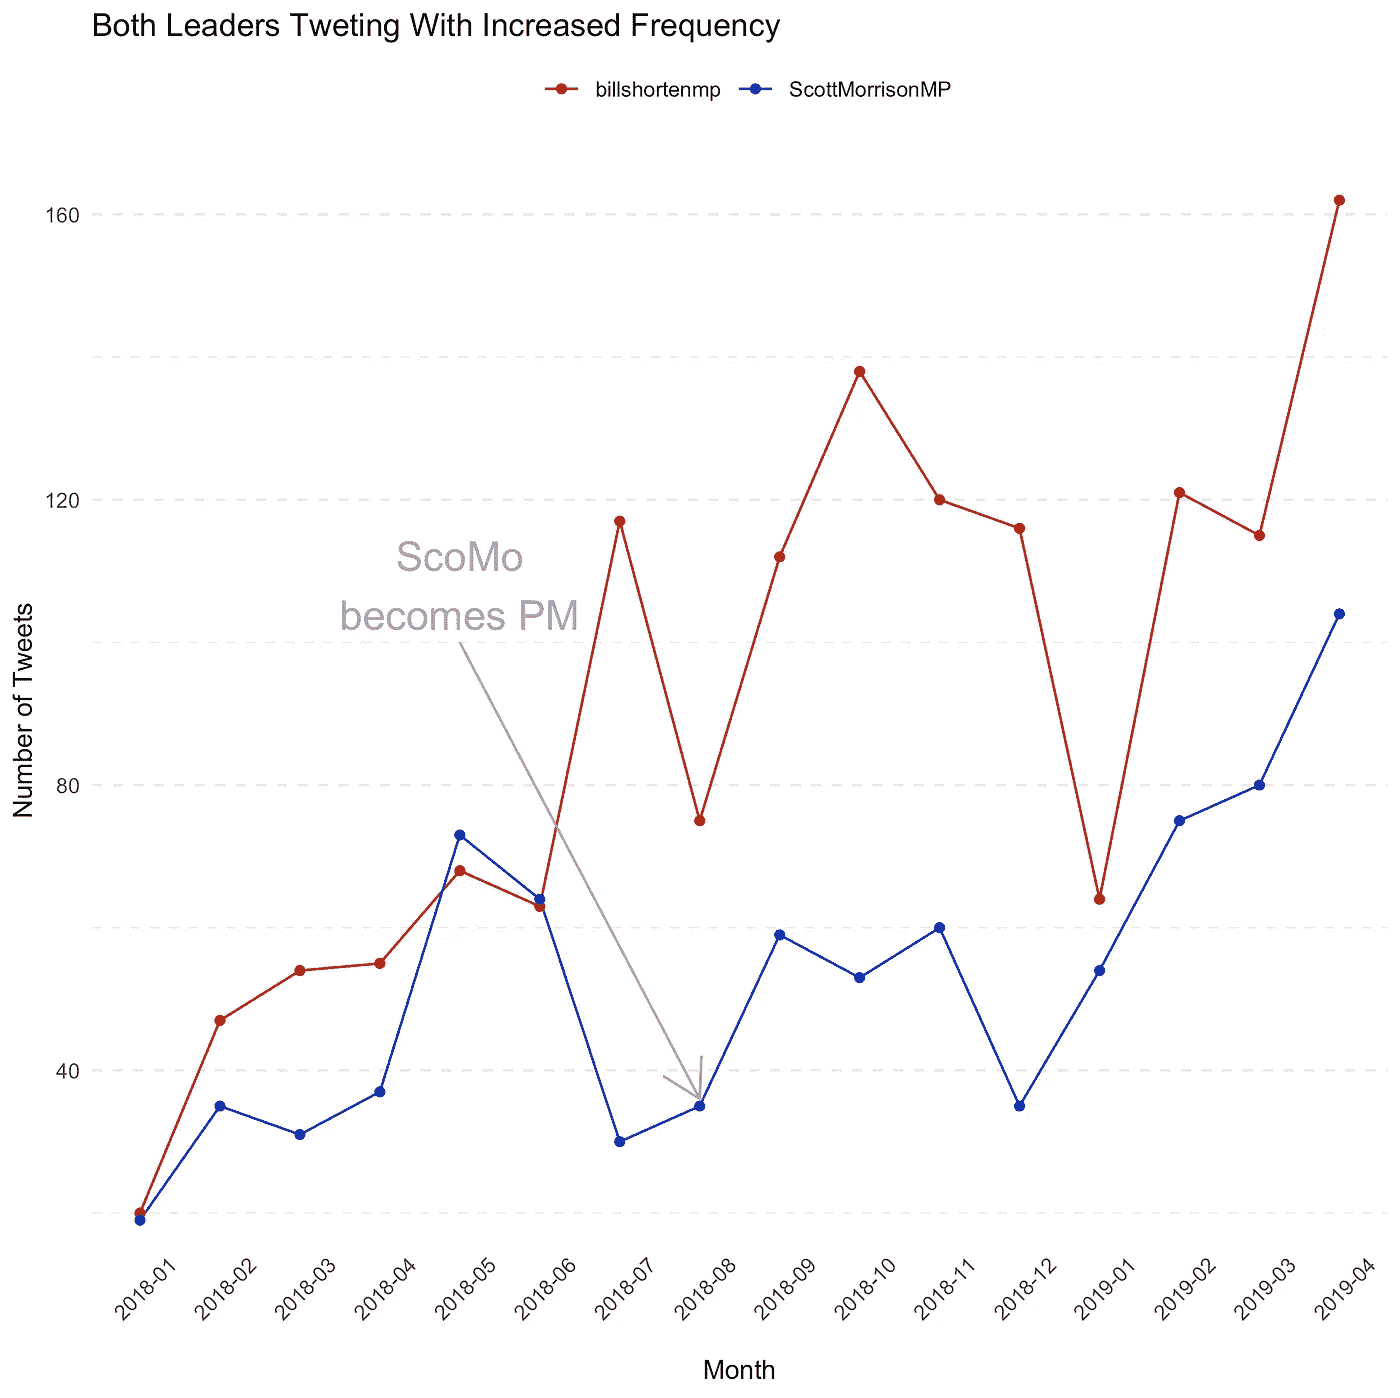 Both Leaders Tweting With Increased Frequency
billshortenmp ScottMorrisonMP
160
120
80
40
Number of Tweets
ScoMo
becomes PM
2018-01 2018-02 2018-03 2018-04 2018-05 2018-06 2018-07 2018-08 2018-09 2018-10 2018-11 2018-12 2019-01 2019-02 2019-03 2019-04
Month